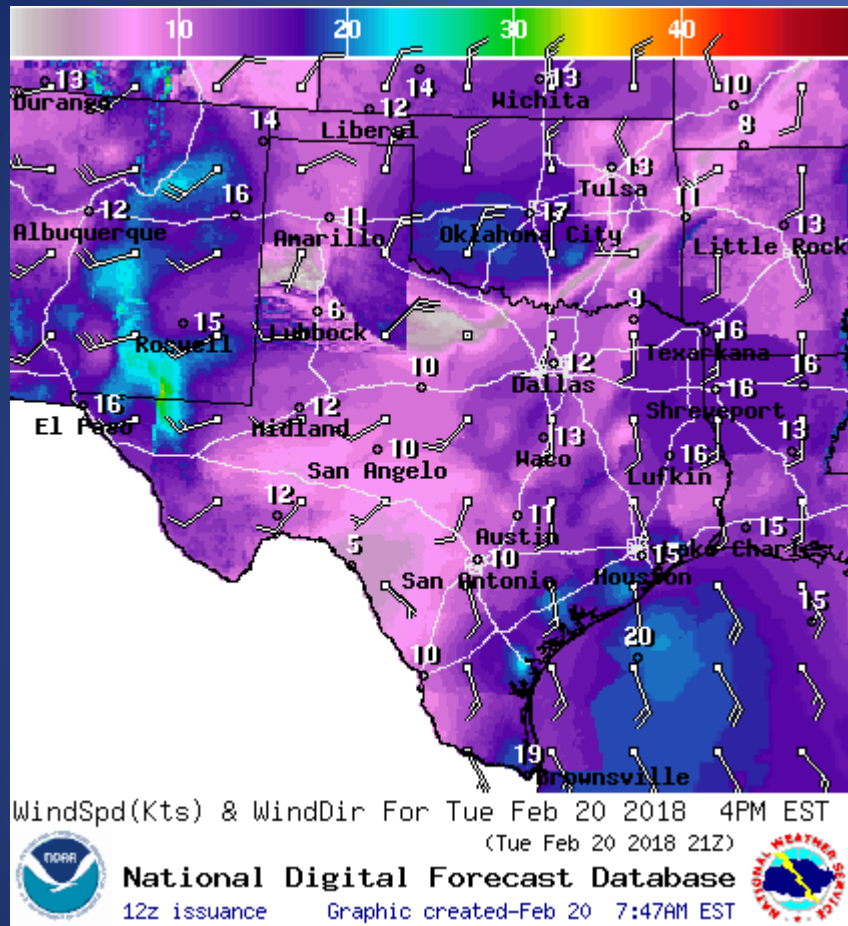 10 20 30 40
13 14 13 10
Durango Wichita
12
Liberal
14 8
13
Tulsa
16
12 11 17 11
Albuquerque Amarillo Oklahoma City 13
Little Rock
6 9
15 Lubbock 16
Roswell Texarkana
12
10 Dallas 16
16
16 12 Shreveport
El Paso Midland
10 13 13
San Angelo Waco 16
Lufkin
12 11 15
Austin
5 10 15 Lake Charles
San Antonio Houston
15
20
10
19
Brownsville
WindSpd(Kts) & WindDir For Tue Feb 20 2018 4PM EST
(Tue Feb 20 2018 21Z)
National Digital Forecast Database
12z issuance Graphic created-Feb 20 7:47AM EST
NOAA
NATIONAL WEATHER SERVICE